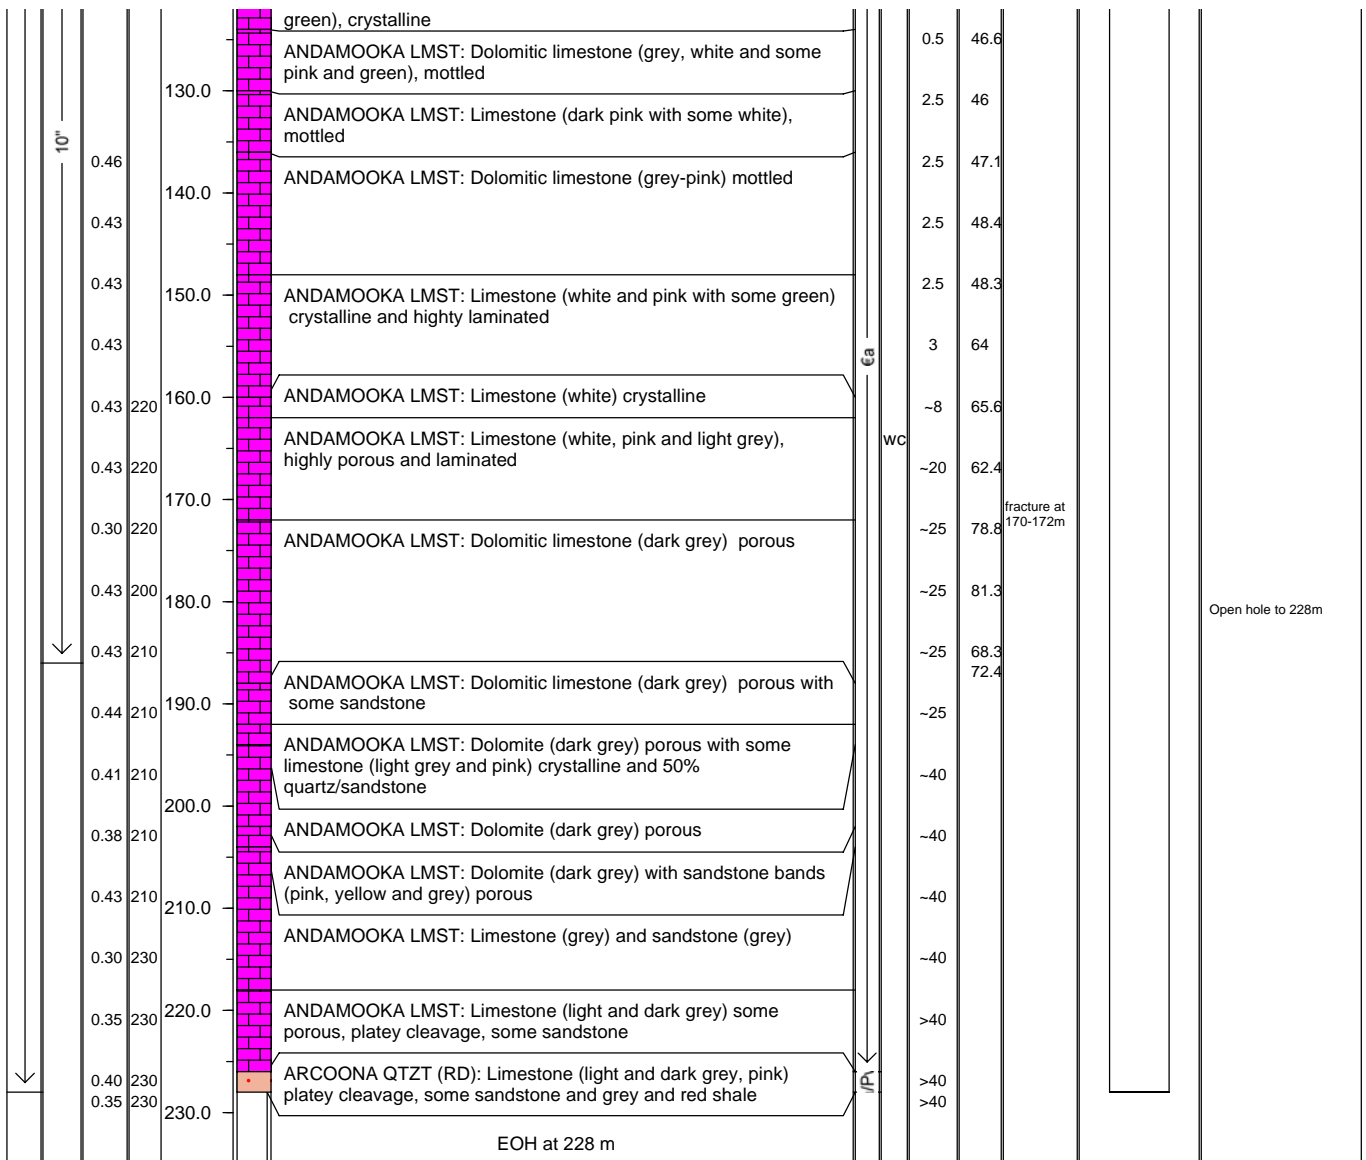 green), crystalline
0.5 46.6
ANDAMOOKA LMST: Dolomitic limestone (grey, white and some
pink and green), mottled
130.0
2.5 46
ANDAMOOKA LMST: Limestone (dark pink with some white),
mottled
10"
0.46
2.5 47.1
ANDAMOOKA LMST: Dolomitic limestone (grey-pink) mottled
140.0
0.43
2.5 48.4
0.43
2.5 48.3
150.0
ANDAMOOKA LMST: Limestone (white and pink with some green)
crystalline and highty laminated
0.43
3 64
€a
160.0
ANDAMOOKA LMST: Limestone (white) crystalline
0.43 220
~8 65.6
ANDAMOOKA LMST: Limestone (white, pink and light grey),
highly porous and laminated
wc
0.43 220
~20 62.4
170.0
fracture at
170-172m
0.30 220
~25 78.8
ANDAMOOKA LMST: Dolomitic limestone (dark grey) porous
0.43 200
~25 81.3
180.0
Open hole to 228m
0.43 210
~25 68.3
72.4
ANDAMOOKA LMST: Dolomitic limestone (dark grey) porous with
some sandstone
190.0
0.44 210
~25
ANDAMOOKA LMST: Dolomite (dark grey) porous with some
limestone (light grey and pink) crystalline and 50%
quartz/sandstone
0.41 210
~40
200.0
ANDAMOOKA LMST: Dolomite (dark grey) porous
0.38 210
~40
ANDAMOOKA LMST: Dolomite (dark grey) with sandstone bands
(pink, yellow and grey) porous
0.43 210
~40
210.0
ANDAMOOKA LMST: Limestone (grey) and sandstone (grey)
0.30 230
~40
220.0
ANDAMOOKA LMST: Limestone (light and dark grey) some
porous, platey cleavage, some sandstone
0.35 230
>40
ARCOONA QTZT (RD): Limestone (light and dark grey, pink)
platey cleavage, some sandstone and grey and red shale
0.40 230
>40
0.35 230
>40
230.0
EOH at 228 m